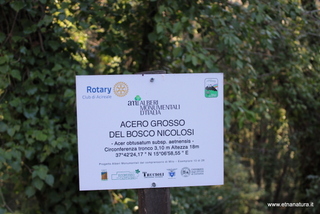 Rotary
Club di Acireale
ALBERI
MONUMENTALI
D'ITALIA
ACERO GROSSO
DEL BOSCO NICOLOSI
- Acer obtusatum subsp. aetnensis -
Circonferenza tronco 3,10 m Altezza 18m
37°42'24,17 " N 15°06'58,55 " E
www.etnanatura.it